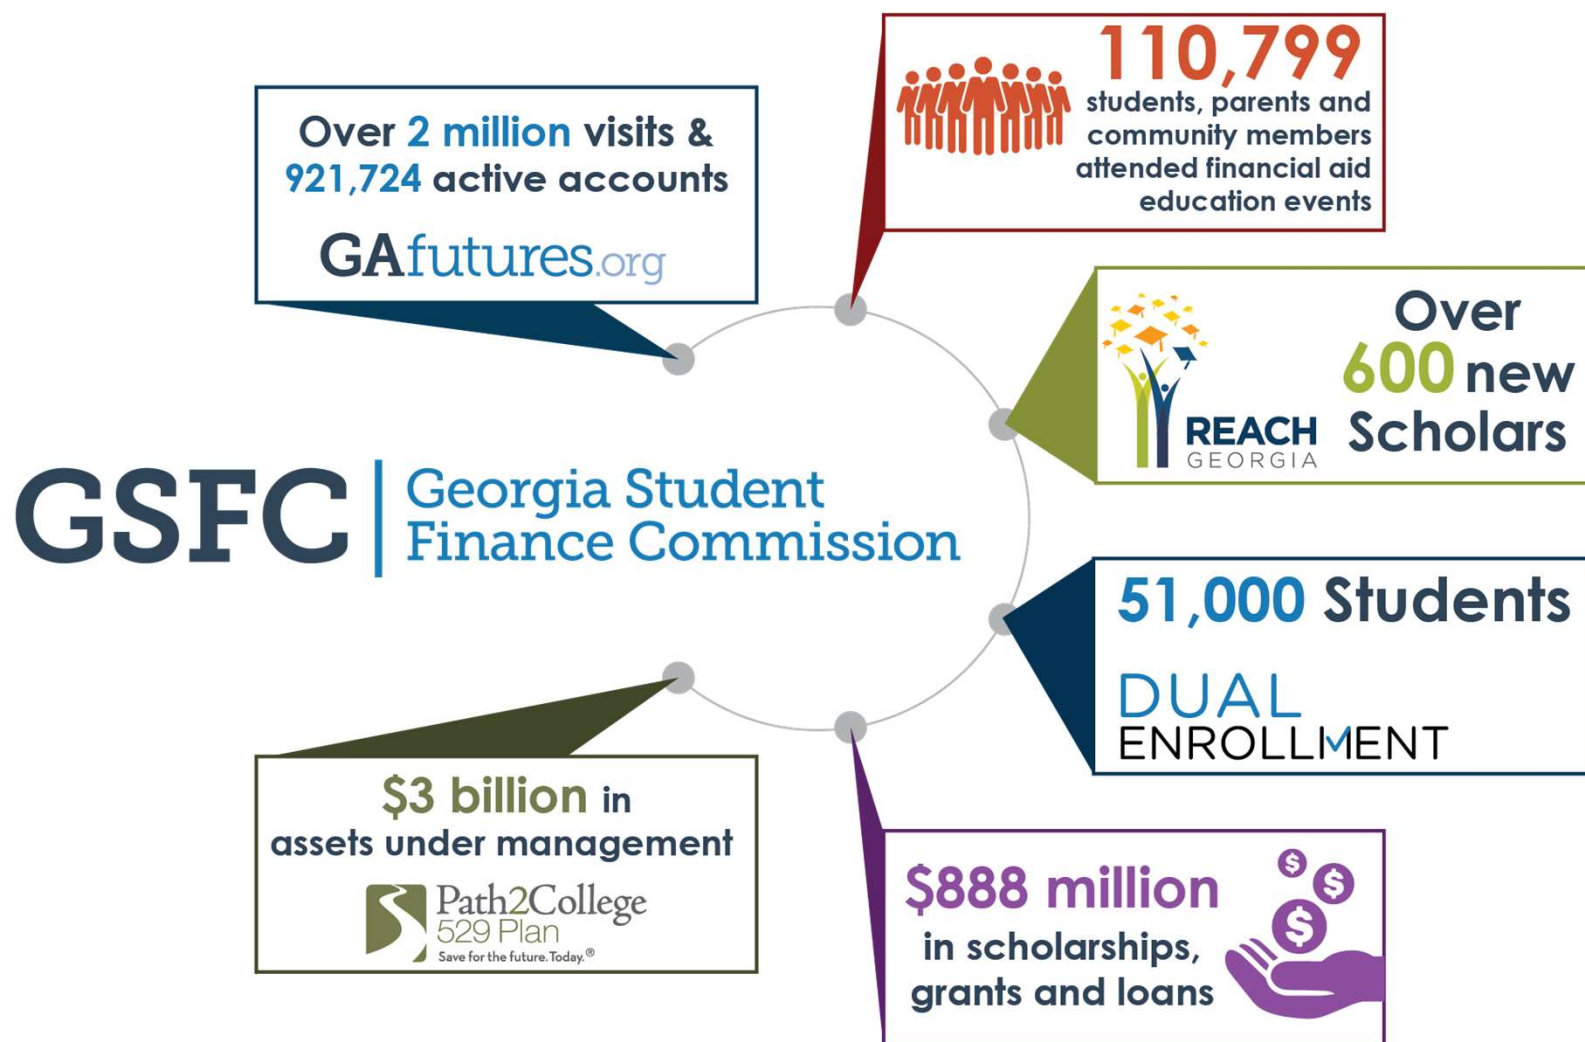 Over 2 million visits &
921,724 active accounts
GAfutures.org
110,799
students, parents and
community members
attended financial aid
education events
REACH
GEORGIA
Over
600 new
Scholars
GSFC
Georgia Student
Finance Commission
51,000 Students
DUAL
ENROLLMENT
$3 billion in
assets under management
Path2College
529 Plan
Save for the future. Today.®
$888 million
in scholarships,
grants and loans
$
$
$